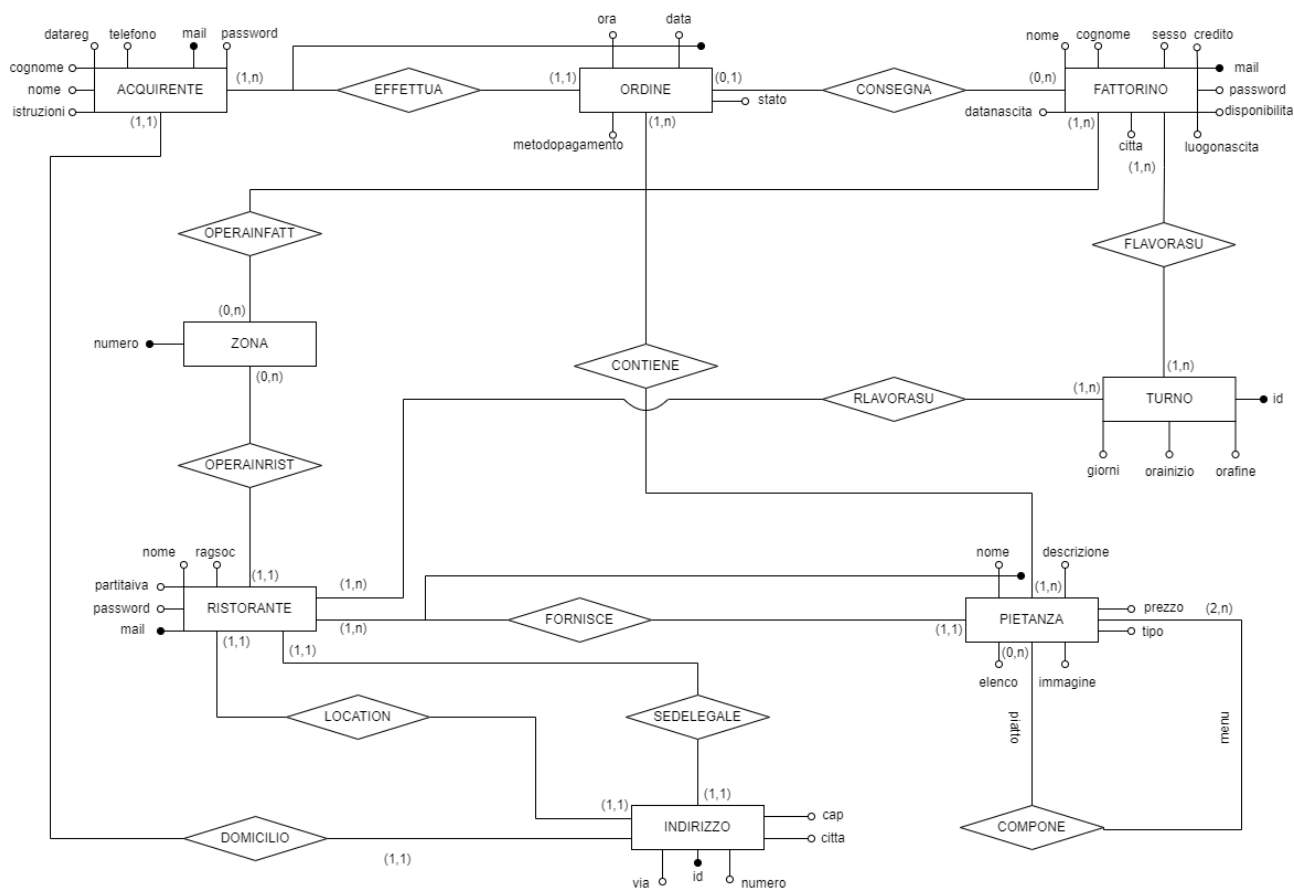 ora
data
datareg
telefono
mail
password
nome
cognome
sesso
credito
cognome
nome
istruzioni
ACQUIRENTE
(1,n)
EFFETTUA
(1,1)
ORDINE
(0,1)
stato
CONSEGNA
(0,n)
FATTORINO
mail
password
disponibilita
(1,1)
(1,n)
metodopagamento
datanascita
(1,n)
citta
luogonascita
(1,n)
OPERAINFATT
FLAVORASU
(0,n)
numero
ZONA
(0,n)
CONTIENE
(1,n)
RLAVORASU
(1,n)
TURNO
id
giorni
orainizio
orafine
OPERAINRIST
nome
ragsoc
nome
descrizione
partitaiva
password
mail
(1,1)
RISTORANTE
(1,n)
(1,n)
(1,1)
(1,1)
FORNISCE
(1,n)
(1,1)
PIETANZA
prezzo
(2,n)
tipo
(0,n)
elenco
immagine
piatto
menu
LOCATION
SEDELEGALE
(1,1)
(1,1)
INDIRIZZO
cap
citta
COMPONE
DOMICILIO
(1,1)
via
id
numero